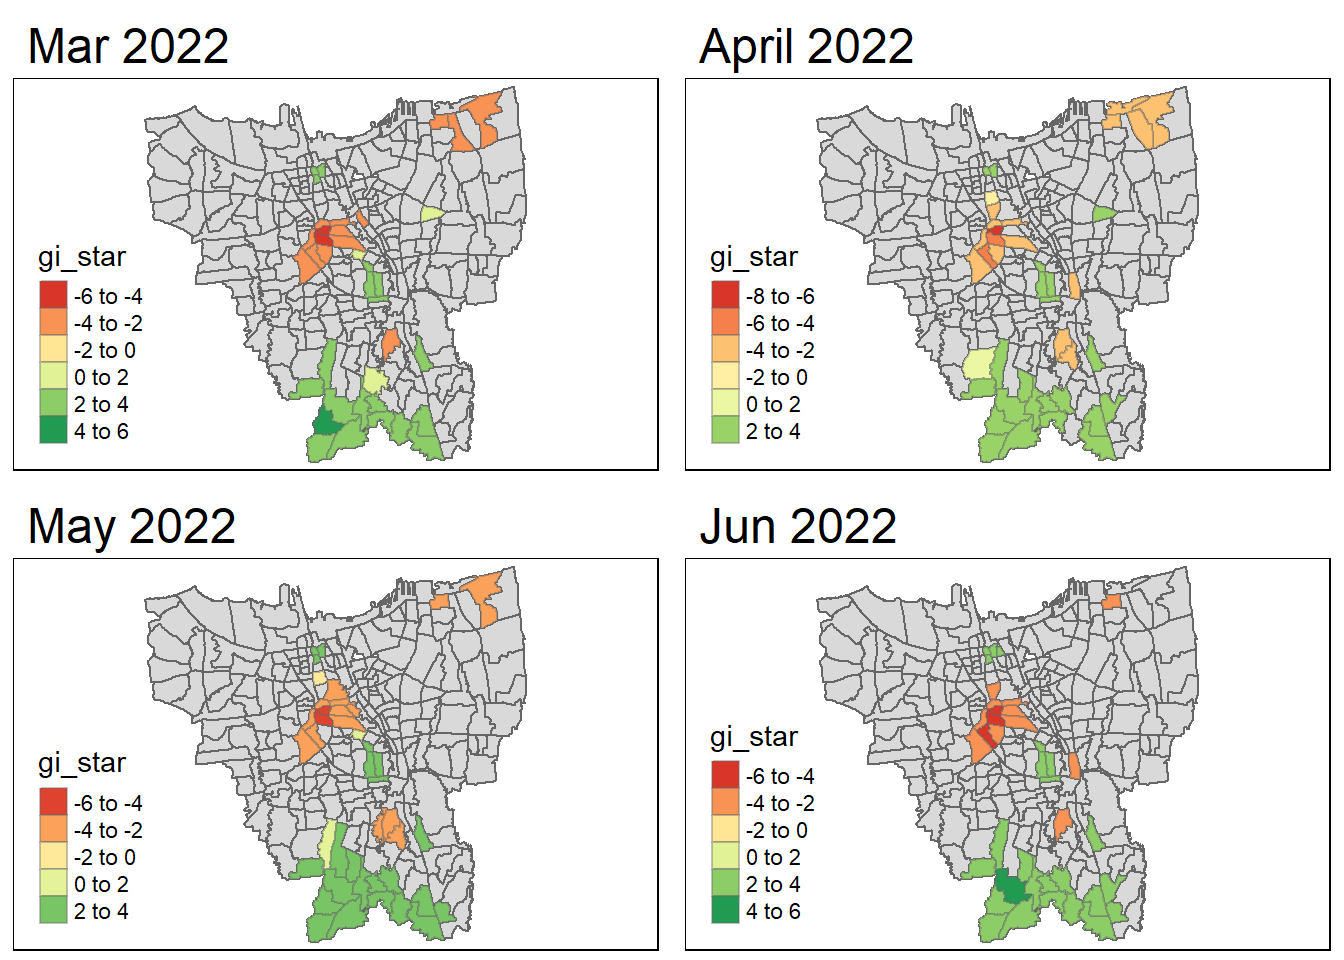 Mar 2022
gi_star
-6 to -4
-4 to -2
-2 to 0
0 to 2
2 to 4
4 to 6
April 2022
gi_star
-8 to -6
-6 to -4
-4 to -2
-2 to 0
0 to 2
2 to 4
May 2022
gi_star
-6 to -4
-4 to -2
-2 to 0
0 to 2
2 to 4
Jun 2022
gi_star
-6 to -4
-4 to -2
-2 to 0
0 to 2
2 to 4
4 to 6